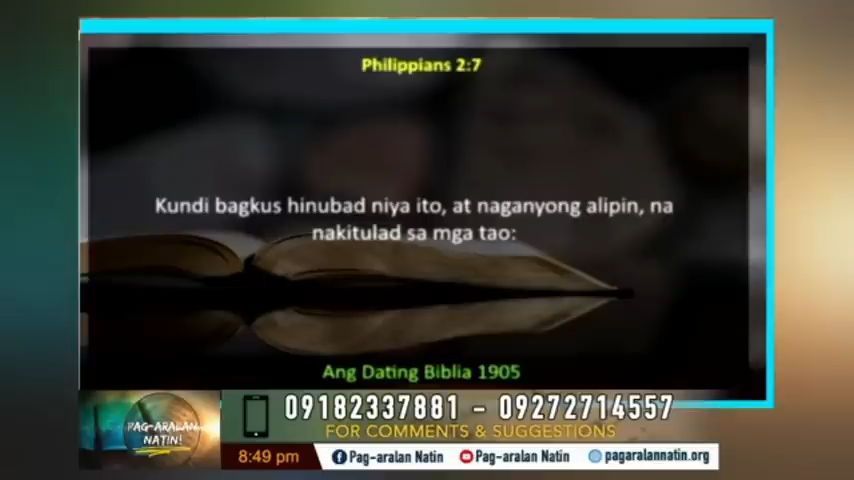 Philippians 2:7
Kundi bagkus hinubad niya ito, at naganyong alipin, na
nakitulad sa mga tao:
Ang Dating Biblia 1905
PAG-ARALAN
NATIN!
09182337881 - 09272714557
FOR COMMENTS & SUGGESTIONS
8:49 pm
Pag-aralan Natin
Pag-aralan Natin
pagaralannatin.org